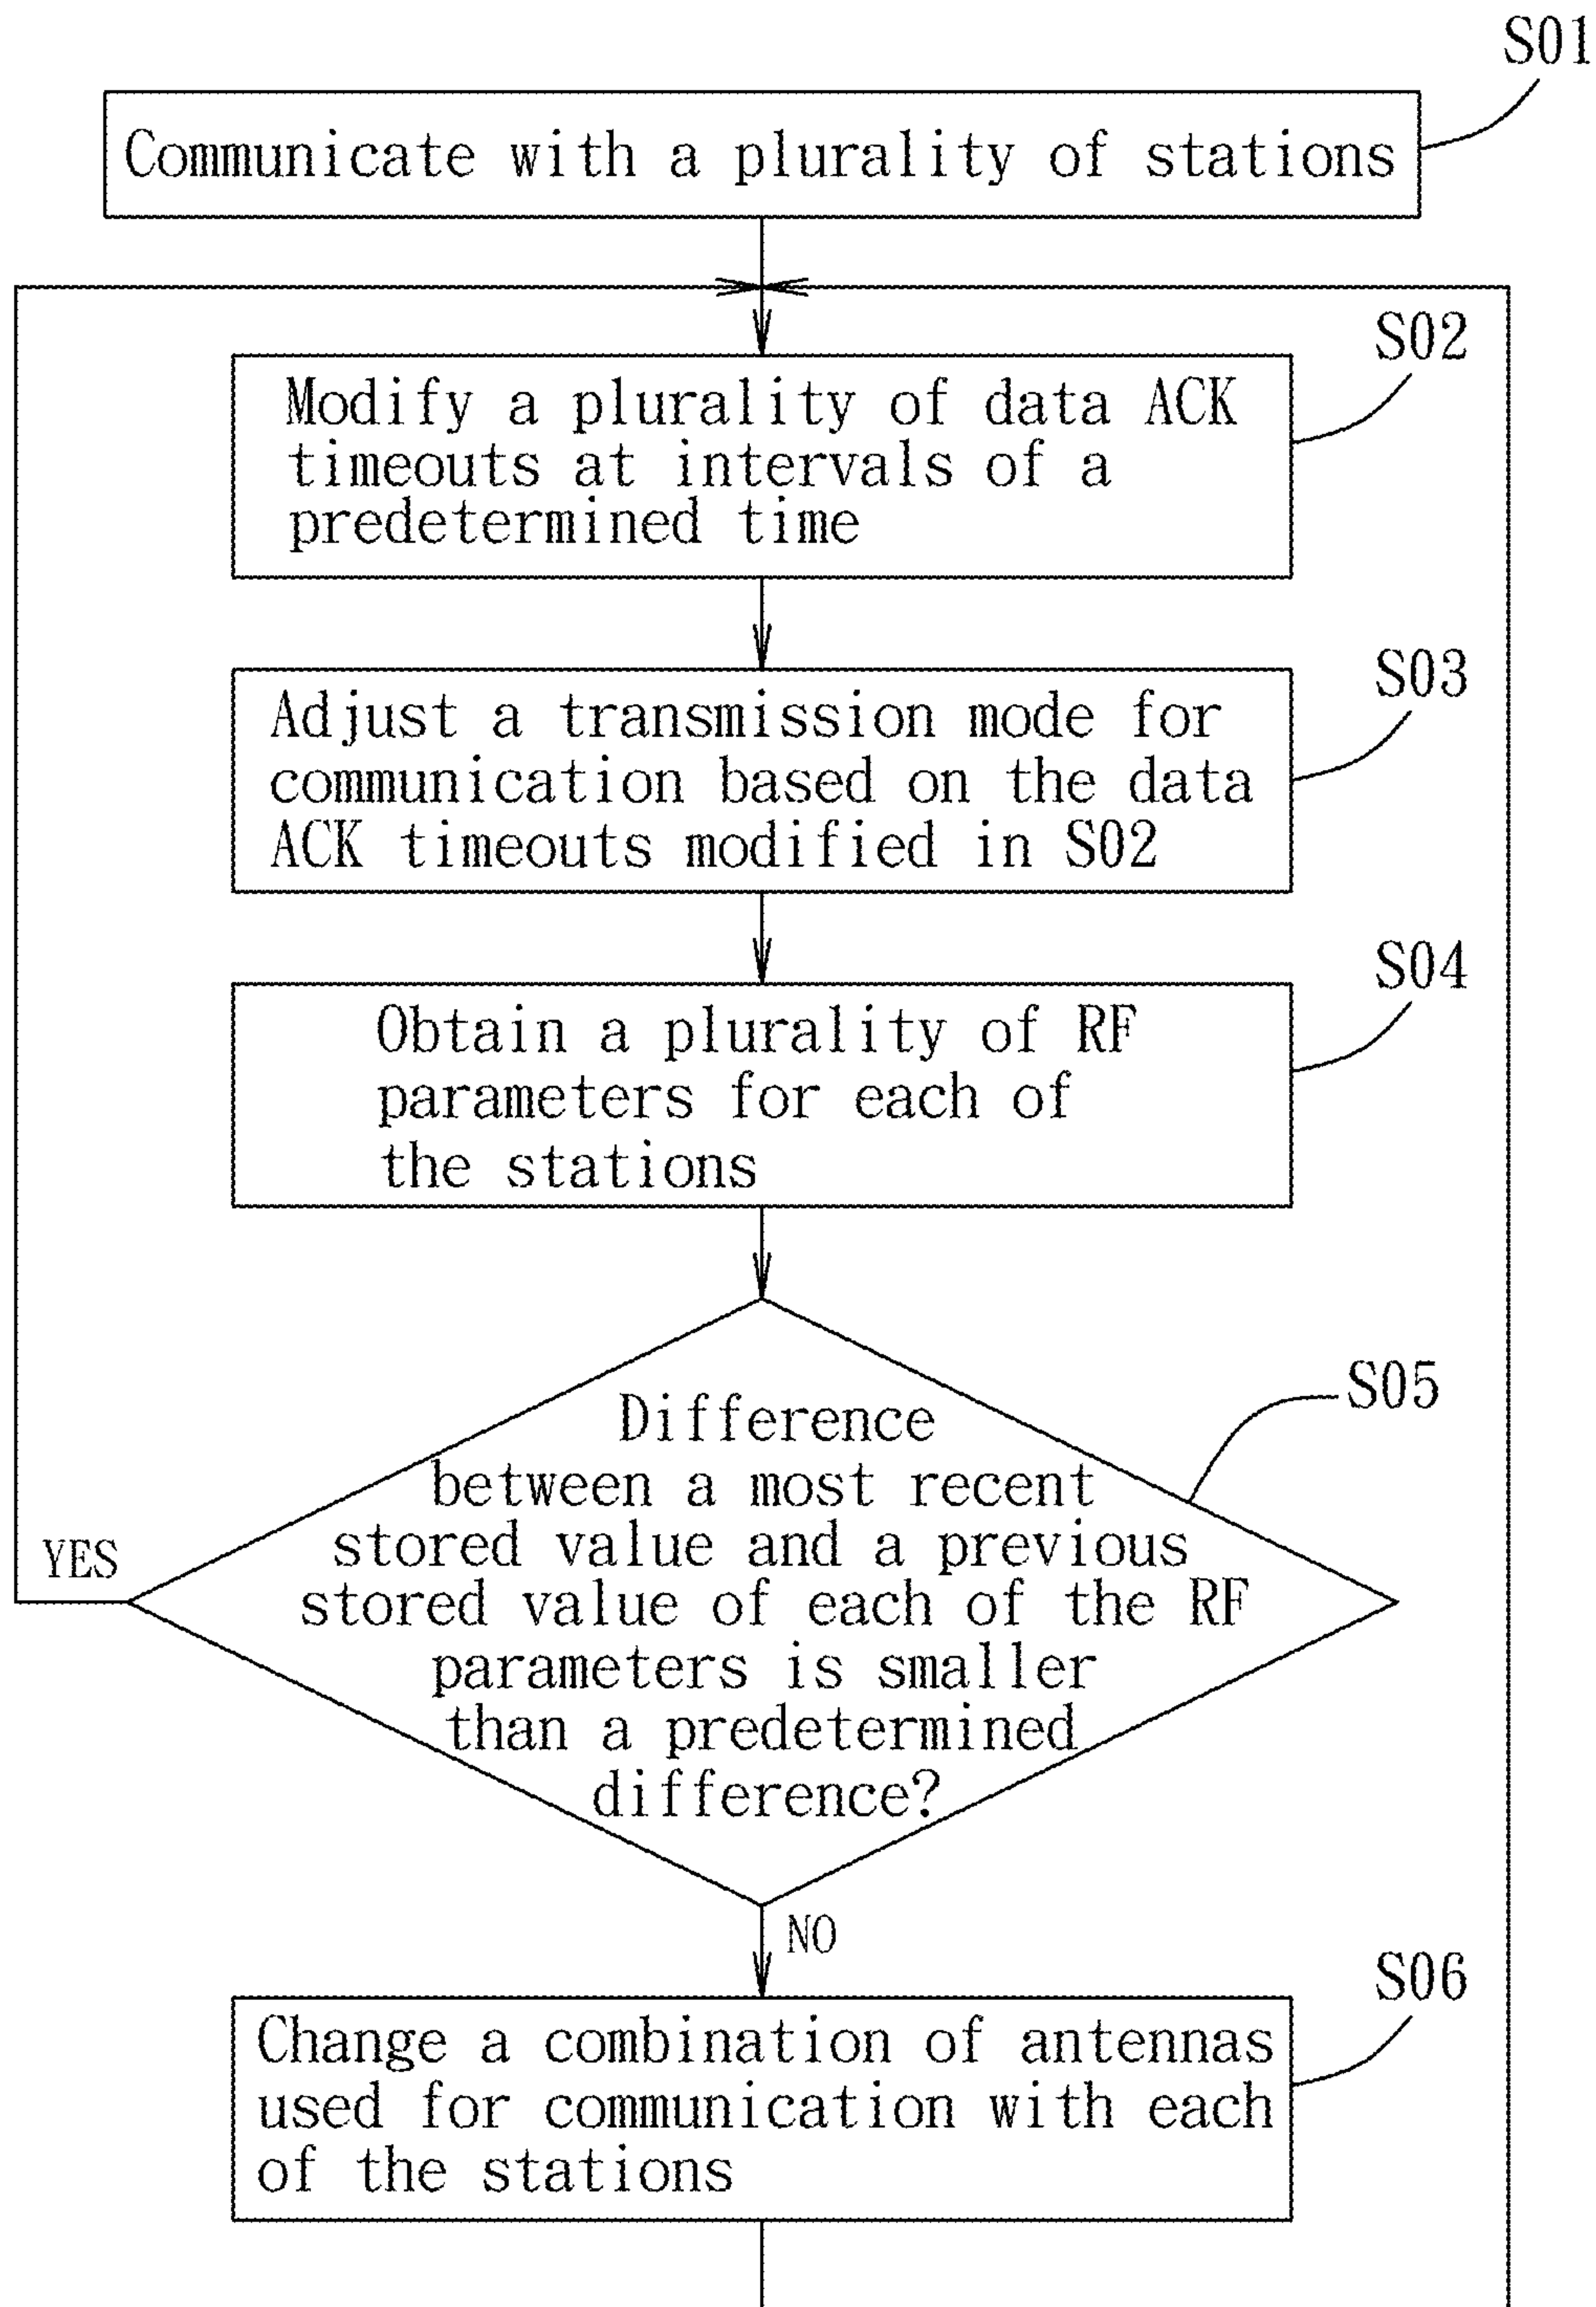 S01
Communicate with a plurality of stations
S02
Modify a plurality of data ACK
timeouts at intervals of a
predetermined time
S03
Adjust a transmission mode for
communication based on the data
ACK timeouts modified in S02
S04
Obtain a plurality of RF
parameters for each of
the stations
S05
Difference
between a most recent
stored value and a previous
stored value of each of the RF
parameters is smaller
than a predetermined
difference?
YES
NO
S06
Change a combination of antennas
used for communication with each
of the stations